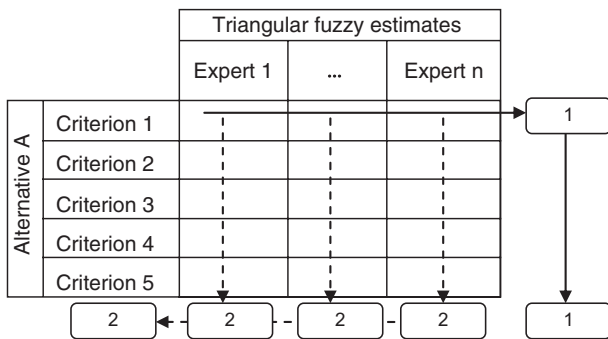 Triangular fuzzy estimates
Expert 1 ... Expert n
Alternative A
Criterion 1
1
Criterion 2
Criterion 3
Criterion 4
Criterion 5
2 2 2 2 1